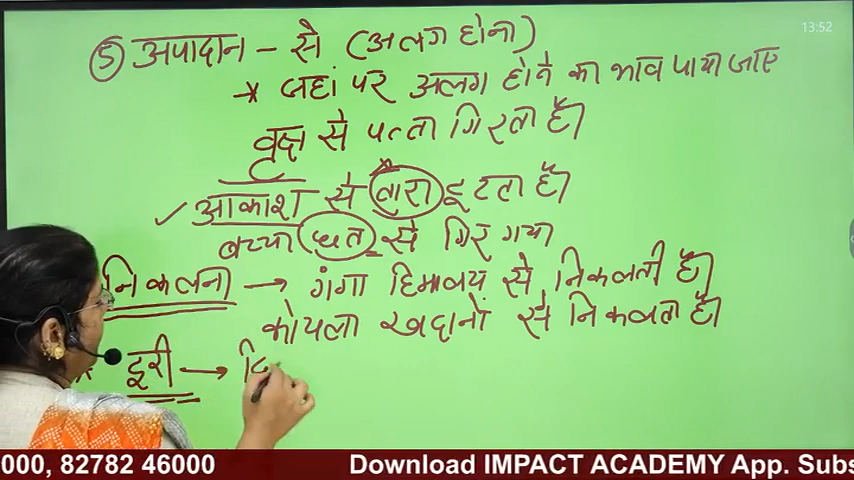 13:52
⑤ अपादान - से (अलग होना)
* जहां पर अलग होने का भाव पाया जाए
वृक्ष से पत्ता गिरता है।
✓ आकाश से तारा टूटता है।
बच्चा छत से गिर गया
निकलना → गंगा हिमालय से निकलती है।
कोयला खदानों से निकलता है।
दूरी →
000, 82782 46000 Download IMPACT ACADEMY App. Subs